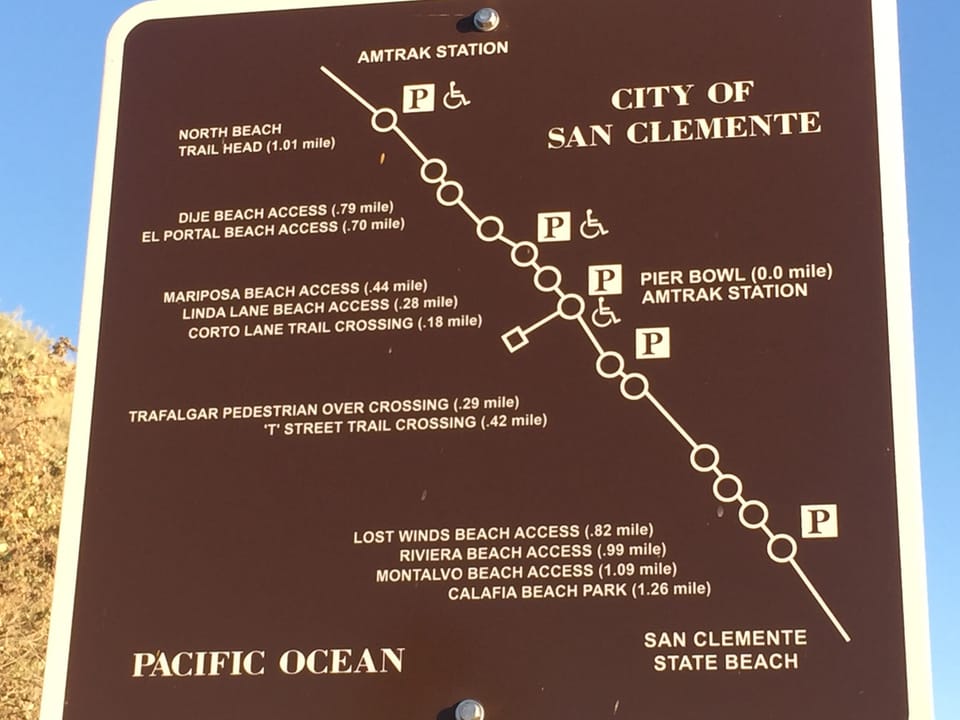 AMTRAK STATION
P
CITY OF
SAN CLEMENTE
NORTH BEACH
TRAIL HEAD (1.01 mile)
DIJE BEACH ACCESS (.79 mile)
EL PORTAL BEACH ACCESS (.70 mile)
P
MARIPOSA BEACH ACCESS (.44 mile)
LINDA LANE BEACH ACCESS (.28 mile)
CORTO LANE TRAIL CROSSING (.18 mile)
P
PIER BOWL (0.0 mile)
AMTRAK STATION
P
TRAFALGAR PEDESTRIAN OVER CROSSING (.29 mile)
'T' STREET TRAIL CROSSING (.42 mile)
P
LOST WINDS BEACH ACCESS (.82 mile)
RIVIERA BEACH ACCESS (.99 mile)
MONTALVO BEACH ACCESS (1.09 mile)
CALAFIA BEACH PARK (1.26 mile)
SAN CLEMENTE
STATE BEACH
PACIFIC OCEAN